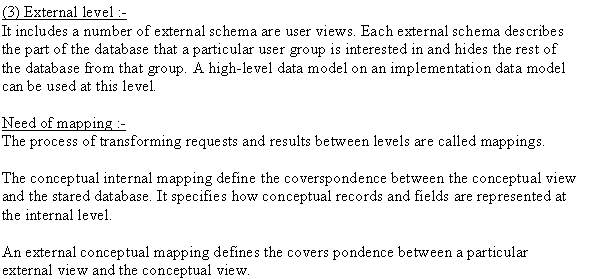 (3) External level :-
It includes a number of external schema are user views. Each external schema describes
the part of the database that a particular user group is interested in and hides the rest of
the database from that group. A high-level data model on an implementation data model
can be used at this level.
Need of mapping :-
The process of transforming requests and results between levels are called mappings.
The conceptual internal mapping define the coverspondence between the conceptual view
and the stared database. It specifies how conceptual records and fields are represented at
the internal level.
An external conceptual mapping defines the covers pondence between a particular
external view and the conceptual view.